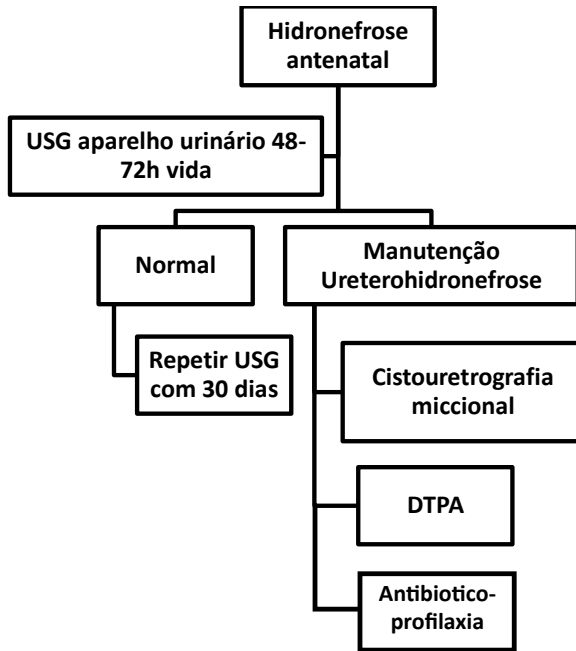 Hidronefrose
antenatal
USG aparelho urinário 48-
72h vida
Normal
Manutenção
Ureterohidronefrose
Repetir USG
com 30 dias
Cistouretrografia
miccional
DTPA
Antibiotico-
profilaxia